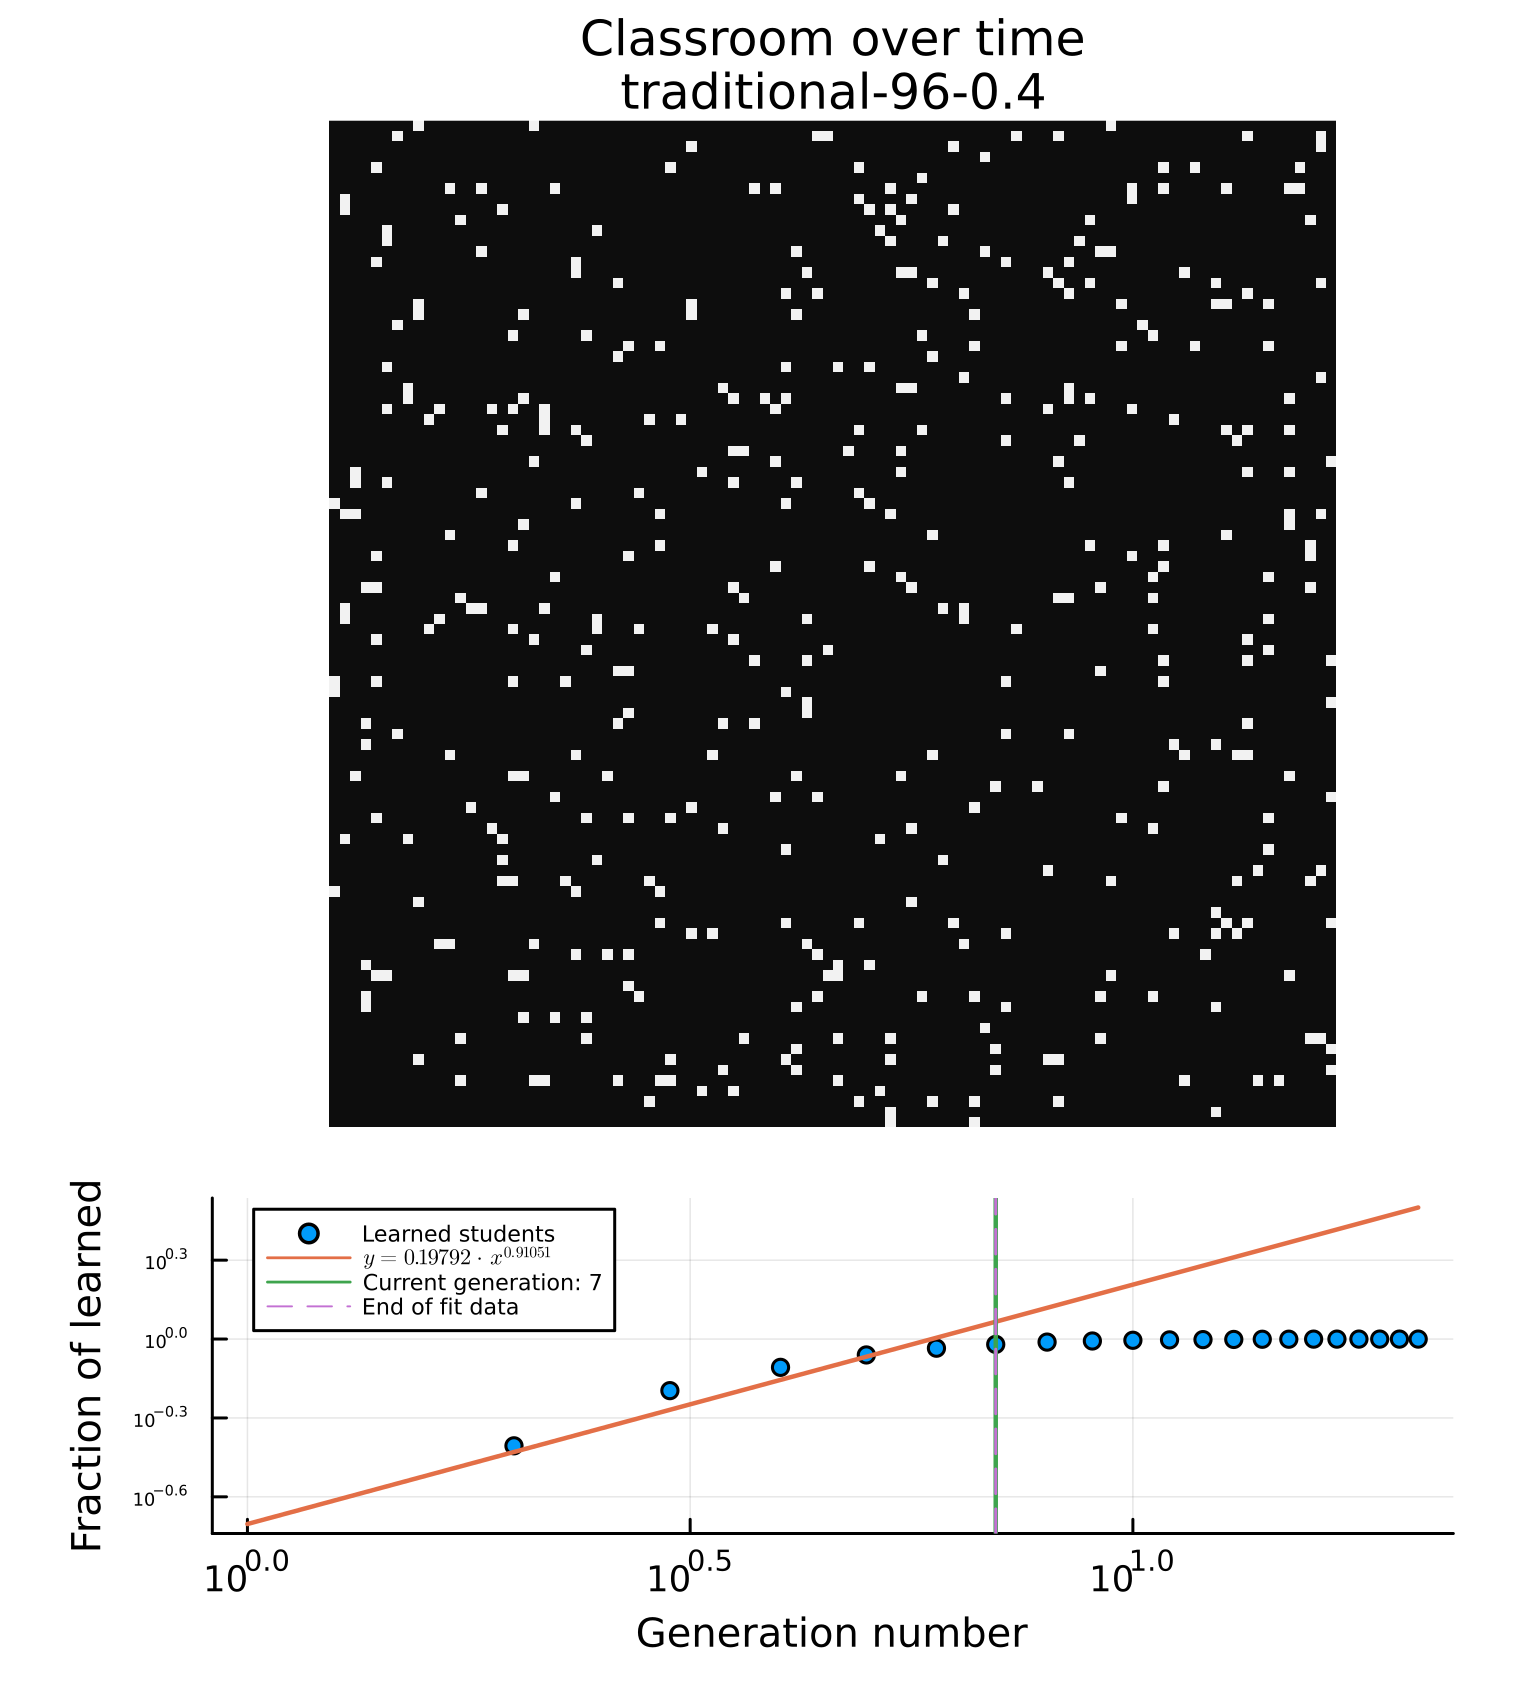 Classroom over time
traditional-96-0.4
Fraction of learned
10^0.3
10^0.0
10^−0.3
10^−0.6
Learned students
y = 0.19792 · x^0.91051
Current generation: 7
End of fit data
10^0.0 10^0.5 10^1.0
Generation number